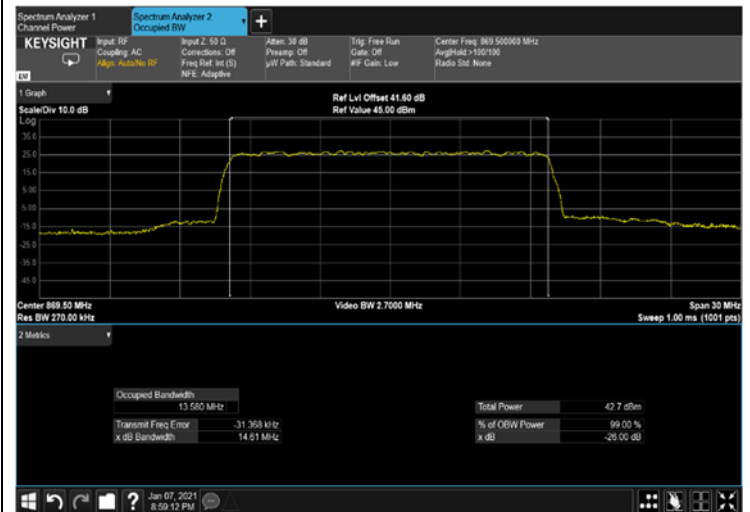 Spectrum Analyzer 1
Channel Power
Spectrum Analyzer 2
Occupied BW
+
KEYSIGHT
Input: RF
Coupling: AC
Align: Auto/No RF
Input Z: 50 Ω
Corrections: Off
Freq Ref: Int (S)
NFE: Adaptive
Atten: 30 dB
Preamp: Off
µW Path: Standard
Trig: Free Run
Gate: Off
#IF Gain: Low
Center Freq: 869.500000 MHz
Avg|Hold:>100/100
Radio Std: None
LXI
1 Graph
Scale/Div 10.0 dB
Ref Lvl Offset 41.60 dB
Ref Value 45.00 dBm
Log
35.0
25.0
15.0
5.00
-5.00
-15.0
-25.0
-35.0
-45.0
Center 869.50 MHz
Res BW 270.00 kHz
Video BW 2.7000 MHz
Span 30 MHz
Sweep 1.00 ms (1001 pts)
2 Metrics
Occupied Bandwidth
13.580 MHz
Transmit Freq Error -31.368 kHz
x dB Bandwidth 14.61 MHz
Total Power 42.7 dBm
% of OBW Power 99.00 %
x dB -26.00 dB
? Jan 07, 2021
8:59:12 PM